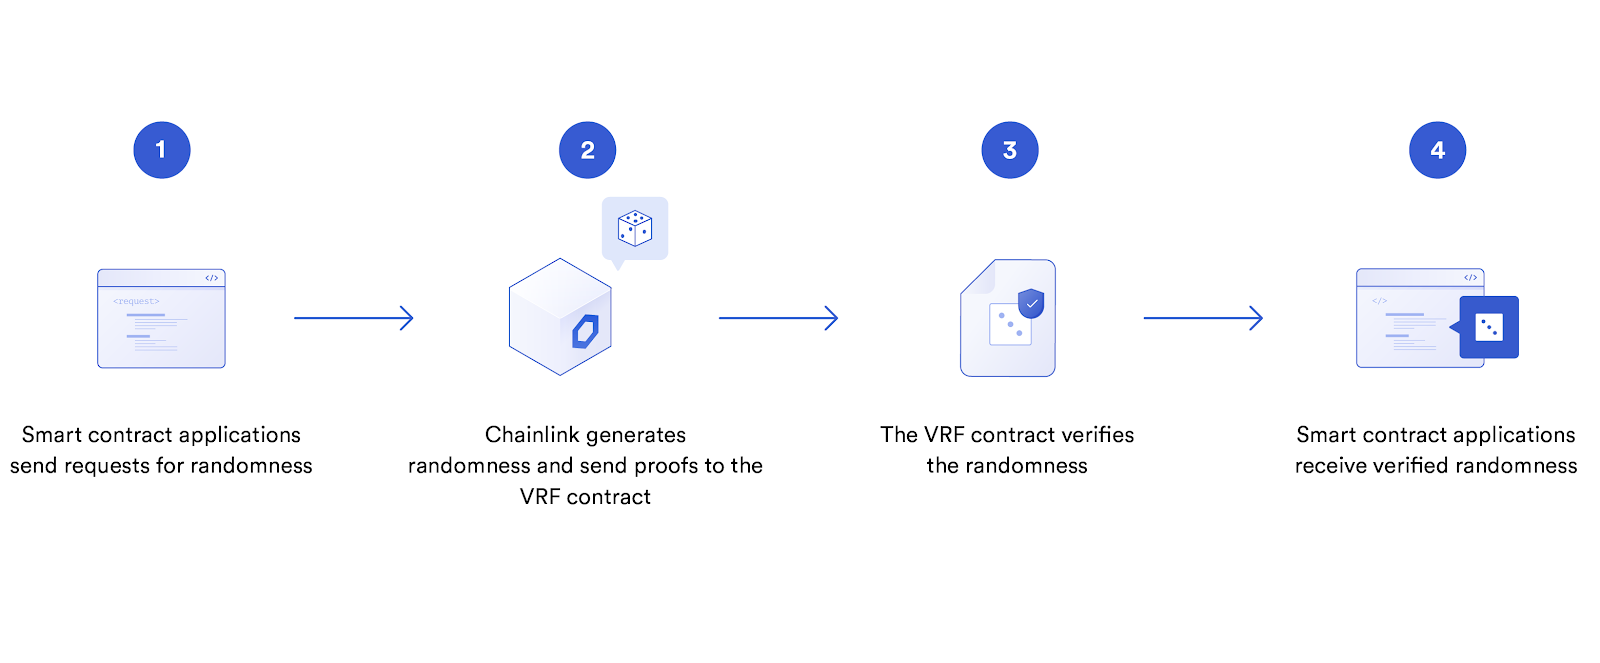 1
2
3
4
</>
<request>
</>
</>
Smart contract applications
send requests for randomness
Chainlink generates
randomness and send proofs to the
VRF contract
The VRF contract verifies
the randomness
Smart contract applications
receive verified randomness